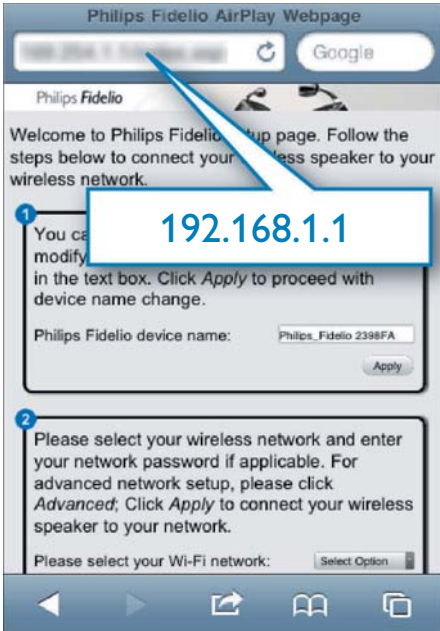 Philips Fidelio AirPlay Webpage
Google
Philips Fidelio
Welcome to Philips Fidelio setup page. Follow the
steps below to connect your wireless speaker to your
wireless network.
192.168.1.1
1
You ca
modify
in the text box. Click Apply to proceed with
device name change.
Philips Fidelio device name:
Philips_Fidelio 2398FA
Apply
2
Please select your wireless network and enter
your network password if applicable. For
advanced network setup, please click
Advanced; Click Apply to connect your wireless
speaker to your network.
Please select your Wi-Fi network:
Select Option